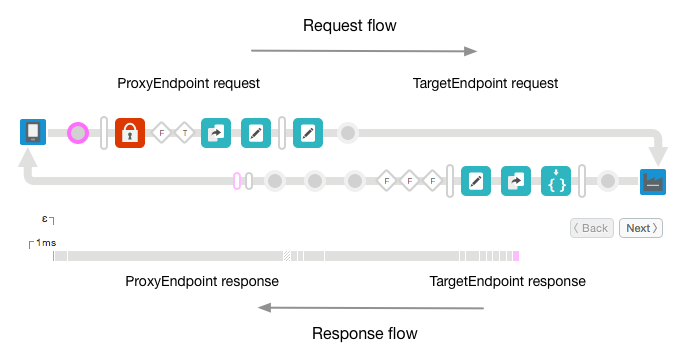 Request flow
ProxyEndpoint request
TargetEndpoint request
F
T
F
F
F
{ }
ε
Back
Next
1ms
ProxyEndpoint response
TargetEndpoint response
Response flow